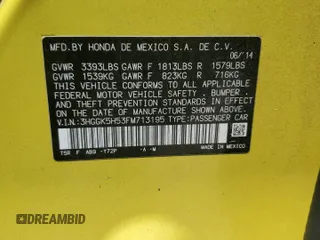 MFD.BY HONDA DE MEXICO S.A. DE C.V.
06/14
GVWR 3393LBS GAWR F 1813LBS R 1579LBS
GVWR 1539KG GAWR F 823KG R 716KG
THIS VEHICLE CONFORMS TO ALL APPLICABLE
FEDERAL MOTOR VEHICLE SAFETY, BUMPER,
AND THEFT PREVENTION STANDARDS IN EFFECT
ON THE DATE OF MANUFACTURE SHOWN ABOVE.
V.I.N.:3HGGK5H53FM713195 TYPE:PASSENGER CAR
-A -W
MADE IN MEXICO
DREAMBID